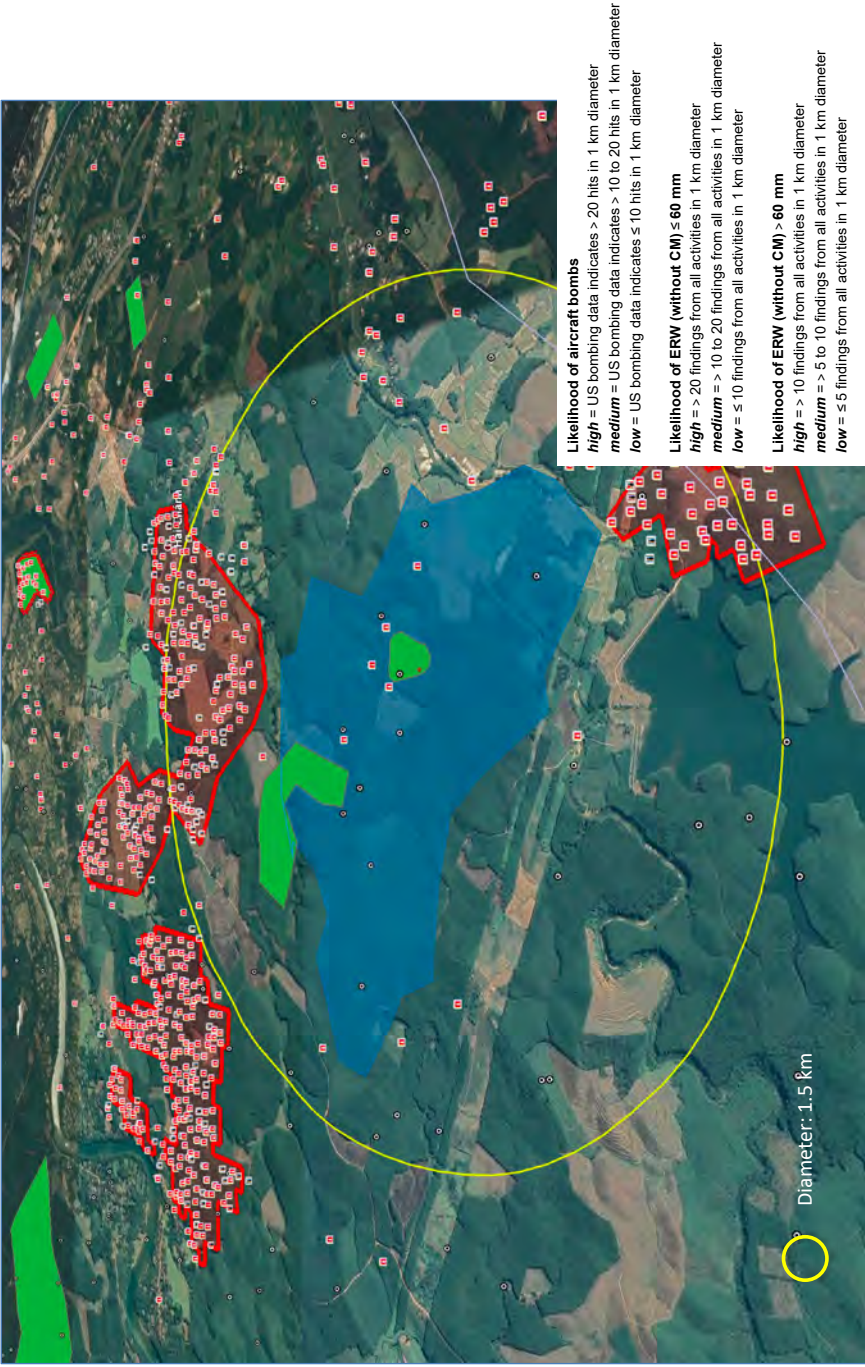 Likelihood of aircraft bombs
high = US bombing data indicates > 20 hits in 1 km diameter
medium = US bombing data indicates > 10 to 20 hits in 1 km diameter
low = US bombing data indicates ≤ 10 hits in 1 km diameter
Likelihood of ERW (without CM) ≤ 60 mm
high = > 20 findings from all activities in 1 km diameter
medium = > 10 to 20 findings from all activities in 1 km diameter
low = ≤ 10 findings from all activities in 1 km diameter
Likelihood of ERW (without CM) > 60 mm
high = > 10 findings from all activities in 1 km diameter
medium = > 5 to 10 findings from all activities in 1 km diameter
low = ≤ 5 findings from all activities in 1 km diameter
Diameter: 1.5 km